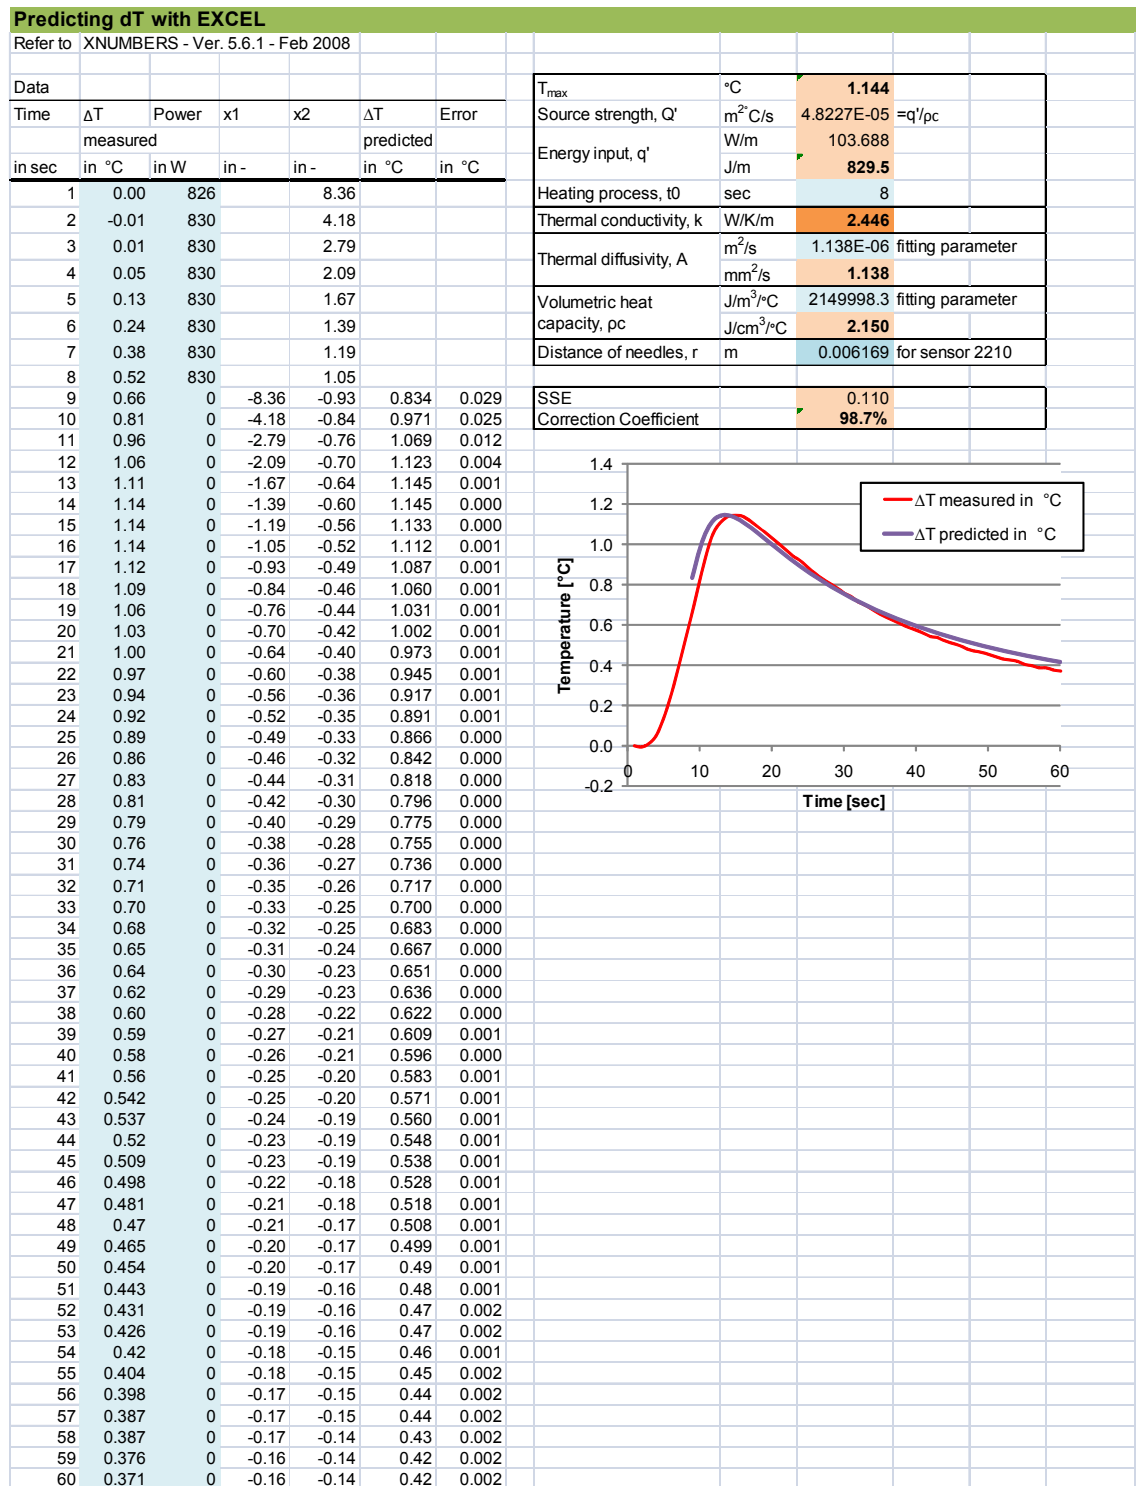 Predicting dT with EXCEL
Refer to XNUMBERS - Ver. 5.6.1 - Feb 2008
Data
Time ΔT Power x1 x2 ΔT Error
measured predicted
in sec in °C in W in - in - in °C in °C
1 0.00 826 8.36
2 -0.01 830 4.18
3 0.01 830 2.79
4 0.05 830 2.09
5 0.13 830 1.67
6 0.24 830 1.39
7 0.38 830 1.19
8 0.52 830 1.05
9 0.66 0 -8.36 -0.93 0.834 0.029
10 0.81 0 -4.18 -0.84 0.971 0.025
11 0.96 0 -2.79 -0.76 1.069 0.012
12 1.06 0 -2.09 -0.70 1.123 0.004
13 1.11 0 -1.67 -0.64 1.145 0.001
14 1.14 0 -1.39 -0.60 1.145 0.000
15 1.14 0 -1.19 -0.56 1.133 0.000
16 1.14 0 -1.05 -0.52 1.112 0.001
17 1.12 0 -0.93 -0.49 1.087 0.001
18 1.09 0 -0.84 -0.46 1.060 0.001
19 1.06 0 -0.76 -0.44 1.031 0.001
20 1.03 0 -0.70 -0.42 1.002 0.001
21 1.00 0 -0.64 -0.40 0.973 0.001
22 0.97 0 -0.60 -0.38 0.945 0.001
23 0.94 0 -0.56 -0.36 0.917 0.001
24 0.92 0 -0.52 -0.35 0.891 0.001
25 0.89 0 -0.49 -0.33 0.866 0.000
26 0.86 0 -0.46 -0.32 0.842 0.000
27 0.83 0 -0.44 -0.31 0.818 0.000
28 0.81 0 -0.42 -0.30 0.796 0.000
29 0.79 0 -0.40 -0.29 0.775 0.000
30 0.76 0 -0.38 -0.28 0.755 0.000
31 0.74 0 -0.36 -0.27 0.736 0.000
32 0.71 0 -0.35 -0.26 0.717 0.000
33 0.70 0 -0.33 -0.25 0.700 0.000
34 0.68 0 -0.32 -0.25 0.683 0.000
35 0.65 0 -0.31 -0.24 0.667 0.000
36 0.64 0 -0.30 -0.23 0.651 0.000
37 0.62 0 -0.29 -0.23 0.636 0.000
38 0.60 0 -0.28 -0.22 0.622 0.000
39 0.59 0 -0.27 -0.21 0.609 0.001
40 0.58 0 -0.26 -0.21 0.596 0.000
41 0.56 0 -0.25 -0.20 0.583 0.001
42 0.542 0 -0.25 -0.20 0.571 0.001
43 0.537 0 -0.24 -0.19 0.560 0.001
44 0.52 0 -0.23 -0.19 0.548 0.001
45 0.509 0 -0.23 -0.19 0.538 0.001
46 0.498 0 -0.22 -0.18 0.528 0.001
47 0.481 0 -0.21 -0.18 0.518 0.001
48 0.47 0 -0.21 -0.17 0.508 0.001
49 0.465 0 -0.20 -0.17 0.499 0.001
50 0.454 0 -0.20 -0.17 0.49 0.001
51 0.443 0 -0.19 -0.16 0.48 0.001
52 0.431 0 -0.19 -0.16 0.47 0.002
53 0.426 0 -0.19 -0.16 0.47 0.002
54 0.42 0 -0.18 -0.15 0.46 0.001
55 0.404 0 -0.18 -0.15 0.45 0.002
56 0.398 0 -0.17 -0.15 0.44 0.002
57 0.387 0 -0.17 -0.15 0.44 0.002
58 0.387 0 -0.17 -0.14 0.43 0.002
59 0.376 0 -0.16 -0.14 0.42 0.002
60 0.371 0 -0.16 -0.14 0.42 0.002
Tmax °C 1.144
Source strength, Q' m²°C/s 4.8227E-05 =q'/ρc
Energy input, q' W/m 103.688
J/m 829.5
Heating process, t0 sec 8
Thermal conductivity, k W/K/m 2.446
Thermal diffusivity, A m²/s 1.138E-06 fitting parameter
mm²/s 1.138
Volumetric heat J/m³/°C 2149998.3 fitting parameter
capacity, ρc J/cm³/°C 2.150
Distance of needles, r m 0.006169 for sensor 2210
SSE 0.110
Correction Coefficient 98.7%
1.4
1.2
1.0
0.8
0.6
0.4
0.2
0.0
-0.2
Temperature [°C]
ΔT measured in °C
ΔT predicted in °C
0 10 20 30 40 50 60
Time [sec]